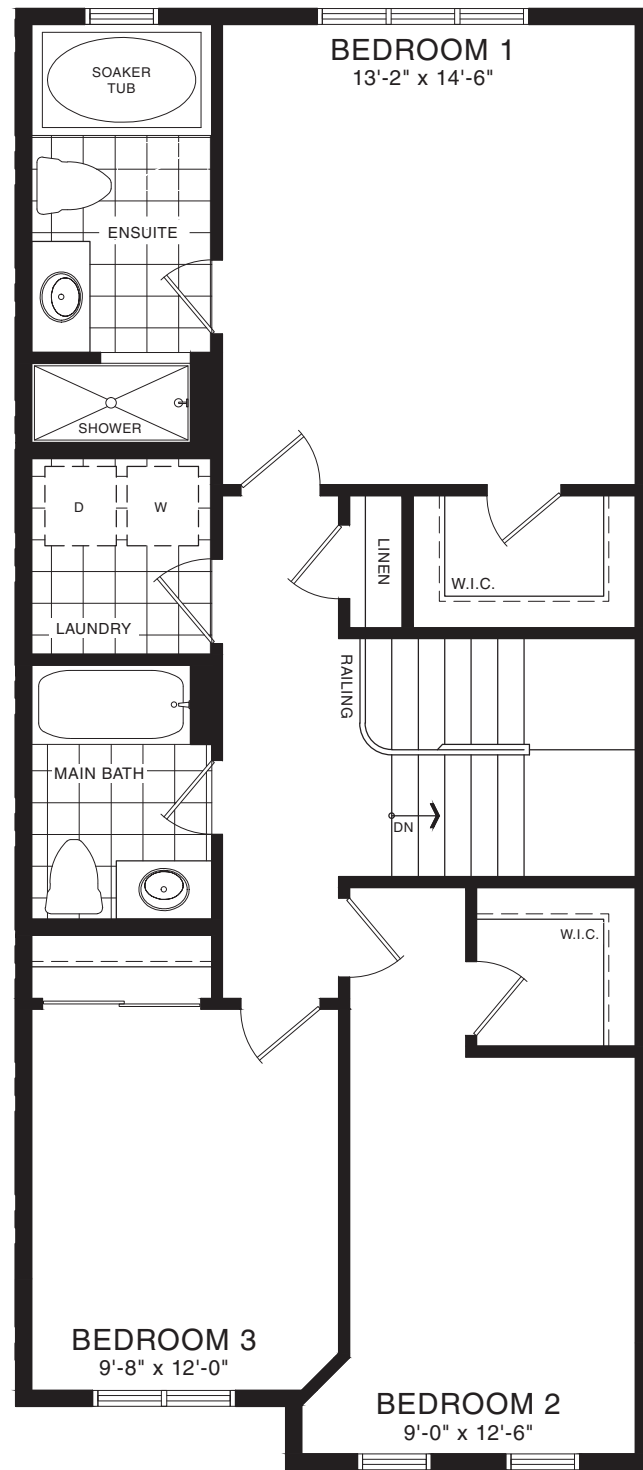 BEDROOM 1
13'-2" x 14'-6"
SOAKER
TUB
ENSUITE
SHOWER
D
W
LINEN
W.I.C.
LAUNDRY
RAILING
MAIN BATH
DN
W.I.C.
BEDROOM 3
9'-8" x 12'-0"
BEDROOM 2
9'-0" x 12'-6"